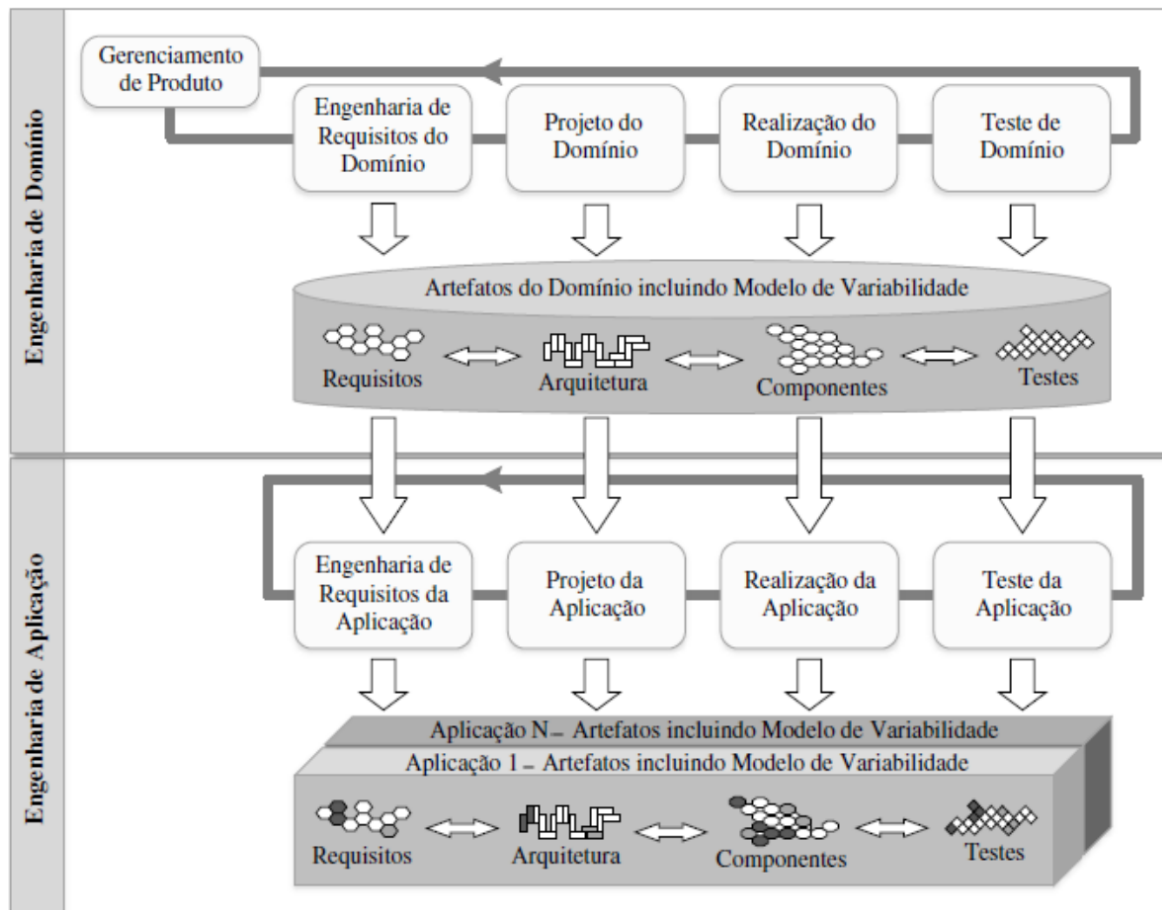 Engenharia de Domínio
Gerenciamento
de Produto
Engenharia de
Requisitos do
Domínio
Projeto do
Domínio
Realização do
Domínio
Teste de
Domínio
Artefatos do Domínio incluindo Modelo de Variabilidade
Requisitos
Arquitetura
Componentes
Testes
Engenharia de Aplicação
Engenharia de
Requisitos da
Aplicação
Projeto da
Aplicação
Realização da
Aplicação
Teste da
Aplicação
Aplicação N – Artefatos incluindo Modelo de Variabilidade
Aplicação 1 – Artefatos incluindo Modelo de Variabilidade
Requisitos
Arquitetura
Componentes
Testes